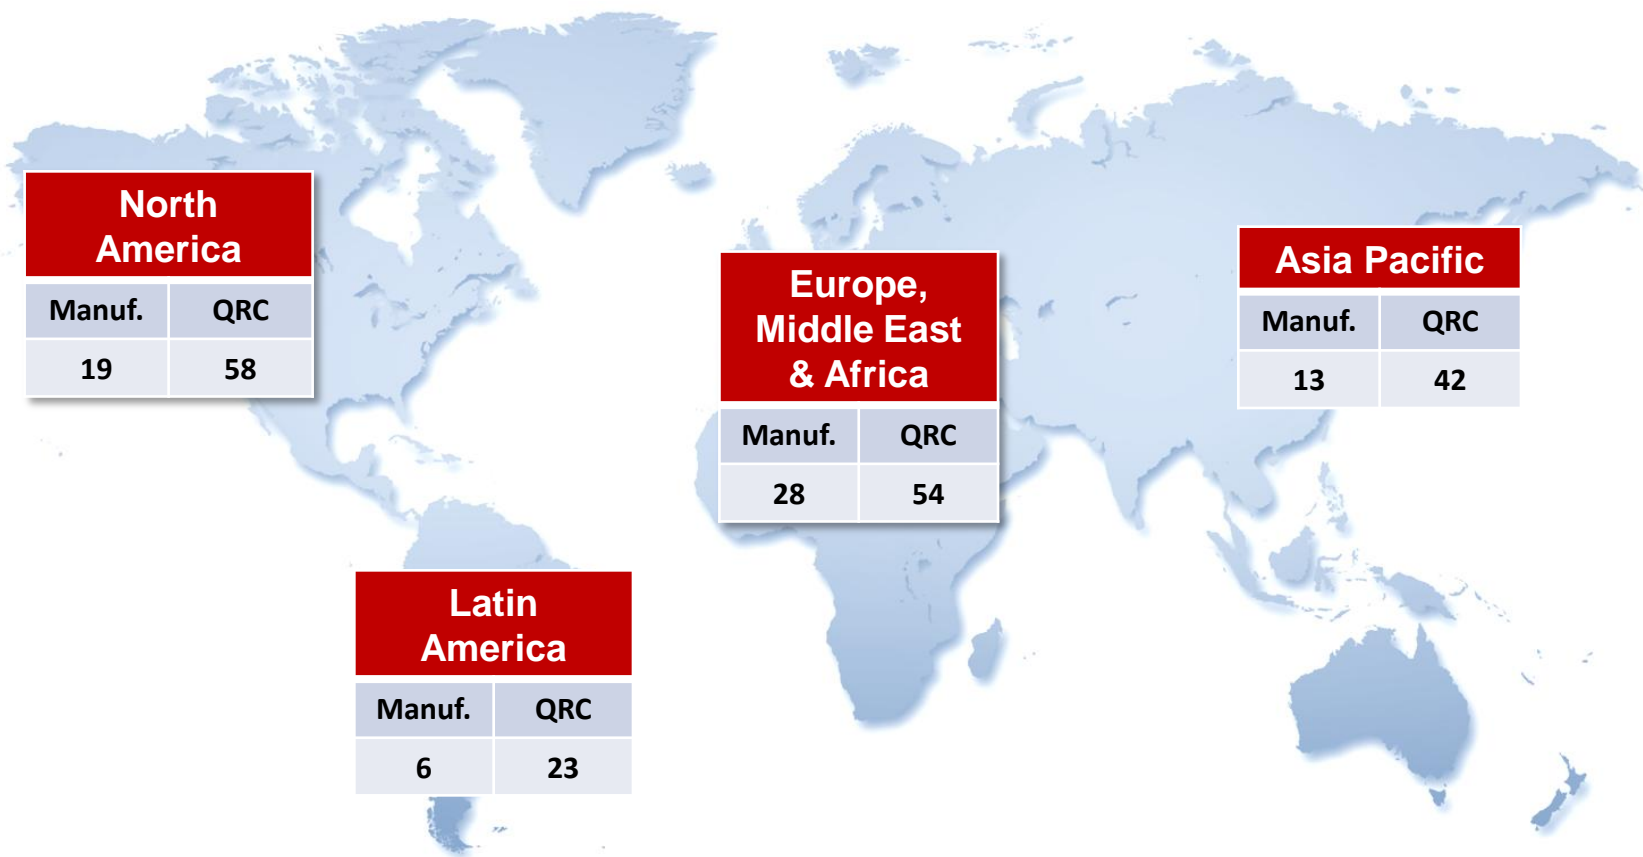 North
America
Manuf. QRC
19 58
Europe,
Middle East
& Africa
Manuf. QRC
28 54
Asia Pacific
Manuf. QRC
13 42
Latin
America
Manuf. QRC
6 23